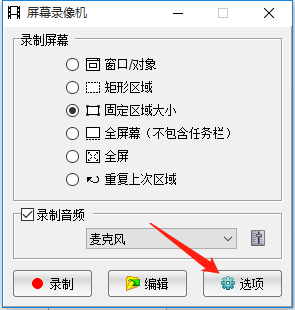 屏幕录像机
录制屏幕
窗口/对象
矩形区域
固定区域大小
全屏幕（不包含任务栏）
全屏
重复上次区域
录制音频
麦克风
录制
编辑
选项